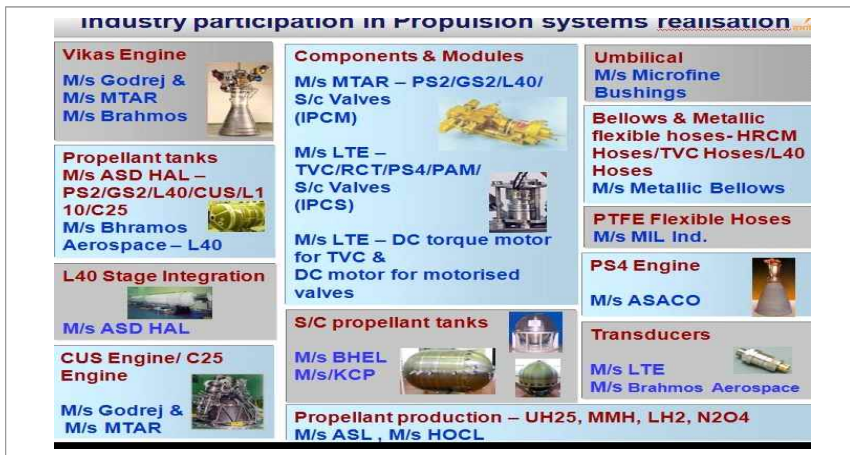 Industry participation in Propulsion systems realisation
Vikas Engine
M/s Godrej &
M/s MTAR
M/s Brahmos
Propellant tanks
M/s ASD HAL –
PS2/GS2/L40/CUS/L1
10/C25
M/s Bhramos
Aerospace – L40
L40 Stage Integration
M/s ASD HAL
CUS Engine/ C25
Engine
M/s Godrej &
M/s MTAR
Components & Modules
M/s MTAR – PS2/GS2/L40/
S/c Valves
(IPCM)
M/s LTE –
TVC/RCT/PS4/PAM/
S/c Valves
(IPCS)
M/s LTE – DC torque motor
for TVC &
DC motor for motorised
valves
S/C propellant tanks
M/s BHEL
M/s/KCP
Propellant production – UH25, MMH, LH2, N2O4
M/s ASL , M/s HOCL
Umbilical
M/s Microfine
Bushings
Bellows & Metallic
flexible hoses- HRCM
Hoses/TVC Hoses/L40
Hoses
M/s Metallic Bellows
PTFE Flexible Hoses
M/s MIL Ind.
PS4 Engine
M/s ASACO
Transducers
M/s LTE
M/s Brahmos Aerospace